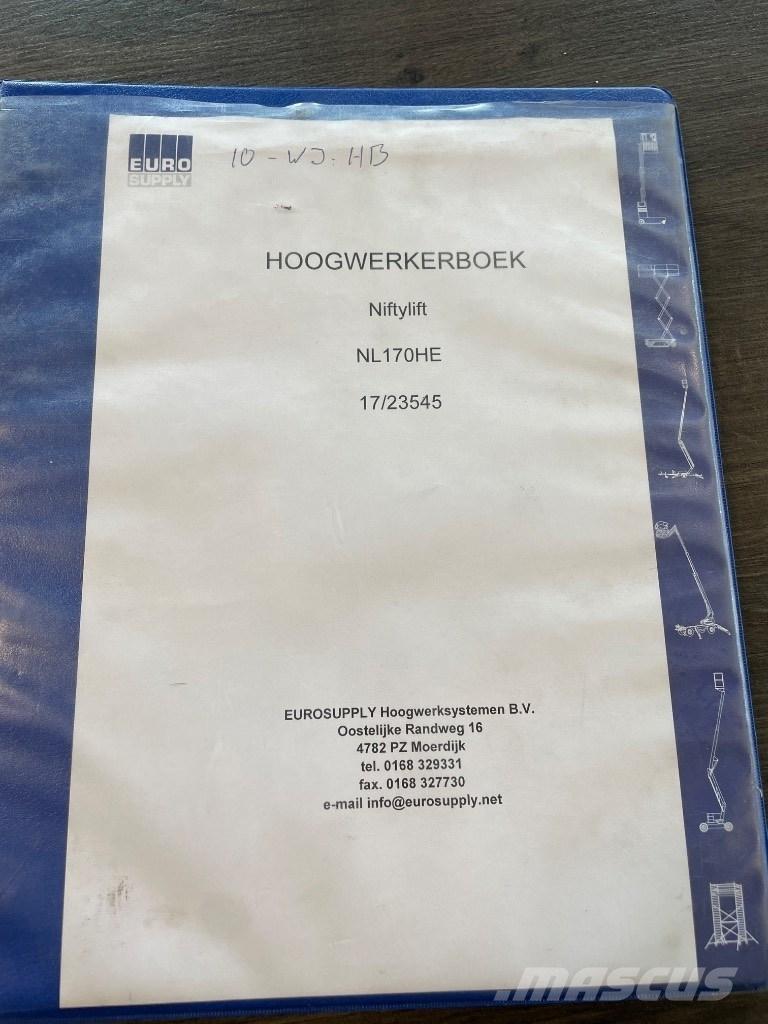 EURO
SUPPLY
10 - WJ. HB
HOOGWERKERBOEK
Niftylift
NL170HE
17/23545
EUROSUPPLY Hoogwerksystemen B.V.
Oostelijke Randweg 16
4782 PZ Moerdijk
tel. 0168 329331
fax. 0168 327730
e-mail info@eurosupply.net
MASCUS